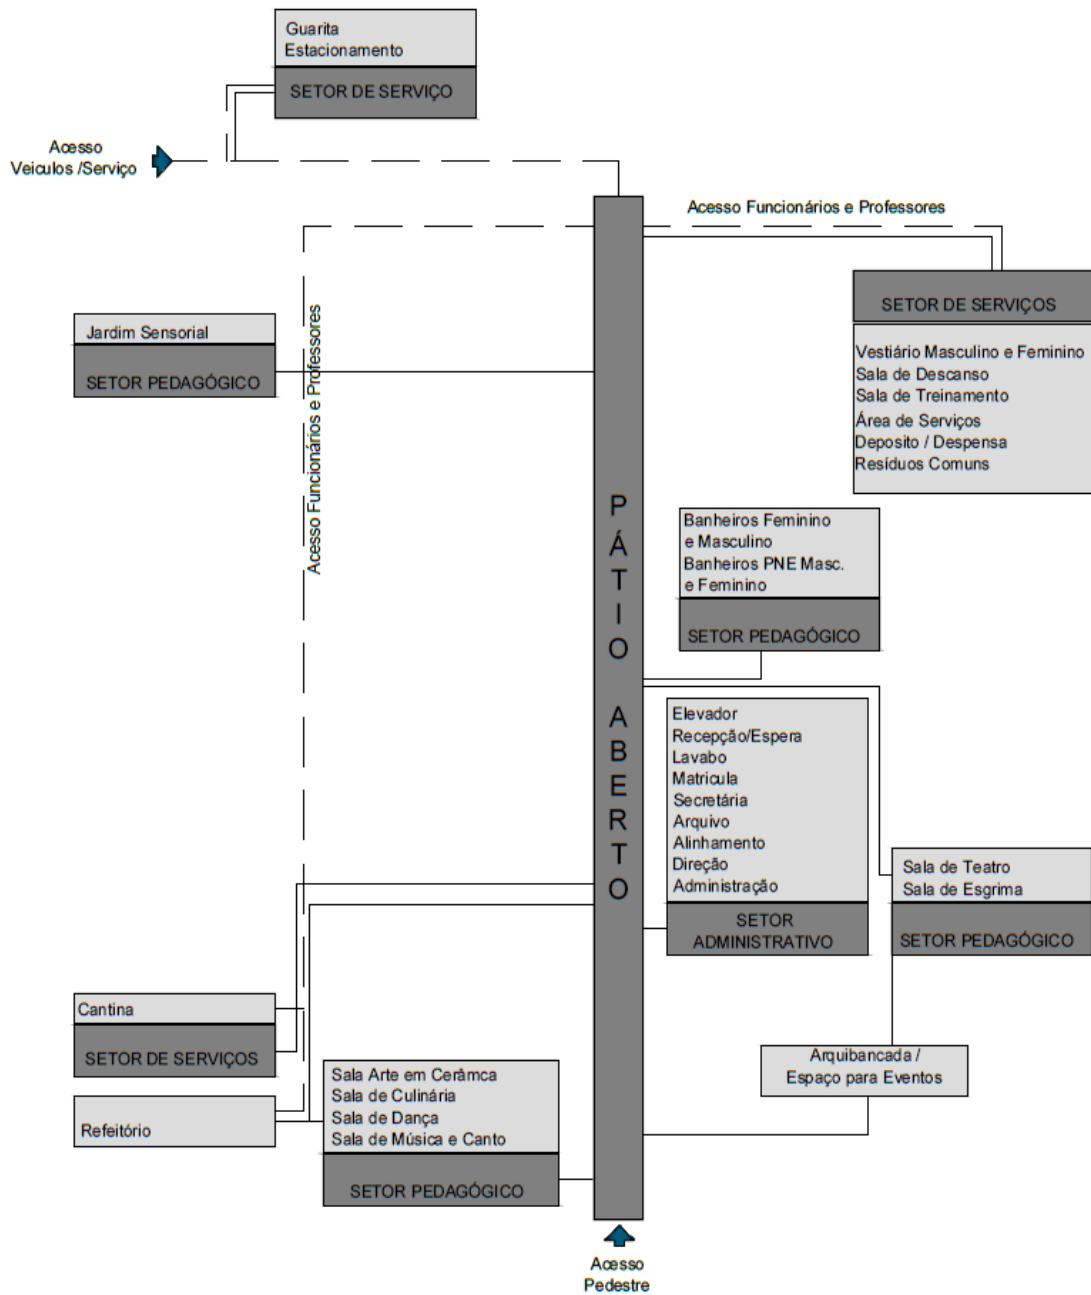 Guarita
Estacionamento
SETOR DE SERVIÇO
Acesso
Veiculos /Serviço
Acesso Funcionários e Professores
SETOR DE SERVIÇOS
Vestiário Masculino e Feminino
Sala de Descanso
Sala de Treinamento
Área de Serviços
Deposito / Despensa
Resíduos Comuns
Jardim Sensorial
SETOR PEDAGÓGICO
Acesso Funcionários e Professores
PÁTIO ABERTO
Banheiros Feminino
e Masculino
Banheiros PNE Masc.
e Feminino
SETOR PEDAGÓGICO
Elevador
Recepção/Espera
Lavabo
Matricula
Secretária
Arquivo
Alinhamento
Direção
Administração
SETOR
ADMINISTRATIVO
Sala de Teatro
Sala de Esgrima
SETOR PEDAGÓGICO
Cantina
SETOR DE SERVIÇOS
Refeitório
Sala Arte em Cerâmca
Sala de Culinária
Sala de Dança
Sala de Música e Canto
SETOR PEDAGÓGICO
Arquibancada /
Espaço para Eventos
Acesso
Pedestre